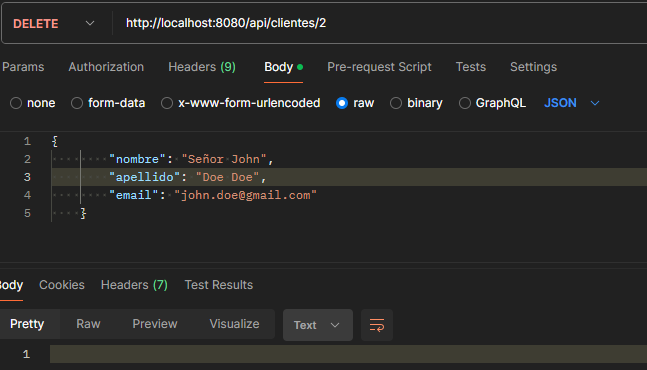 DELETE http://localhost:8080/api/clientes/2
Params Authorization Headers (9) Body Pre-request Script Tests Settings
none form-data x-www-form-urlencoded raw binary GraphQL JSON
1 {
2 "nombre": "Señor John",
3 "apellido": "Doe Doe",
4 "email": "john.doe@gmail.com"
5 }
Body Cookies Headers (7) Test Results
Pretty Raw Preview Visualize Text
1